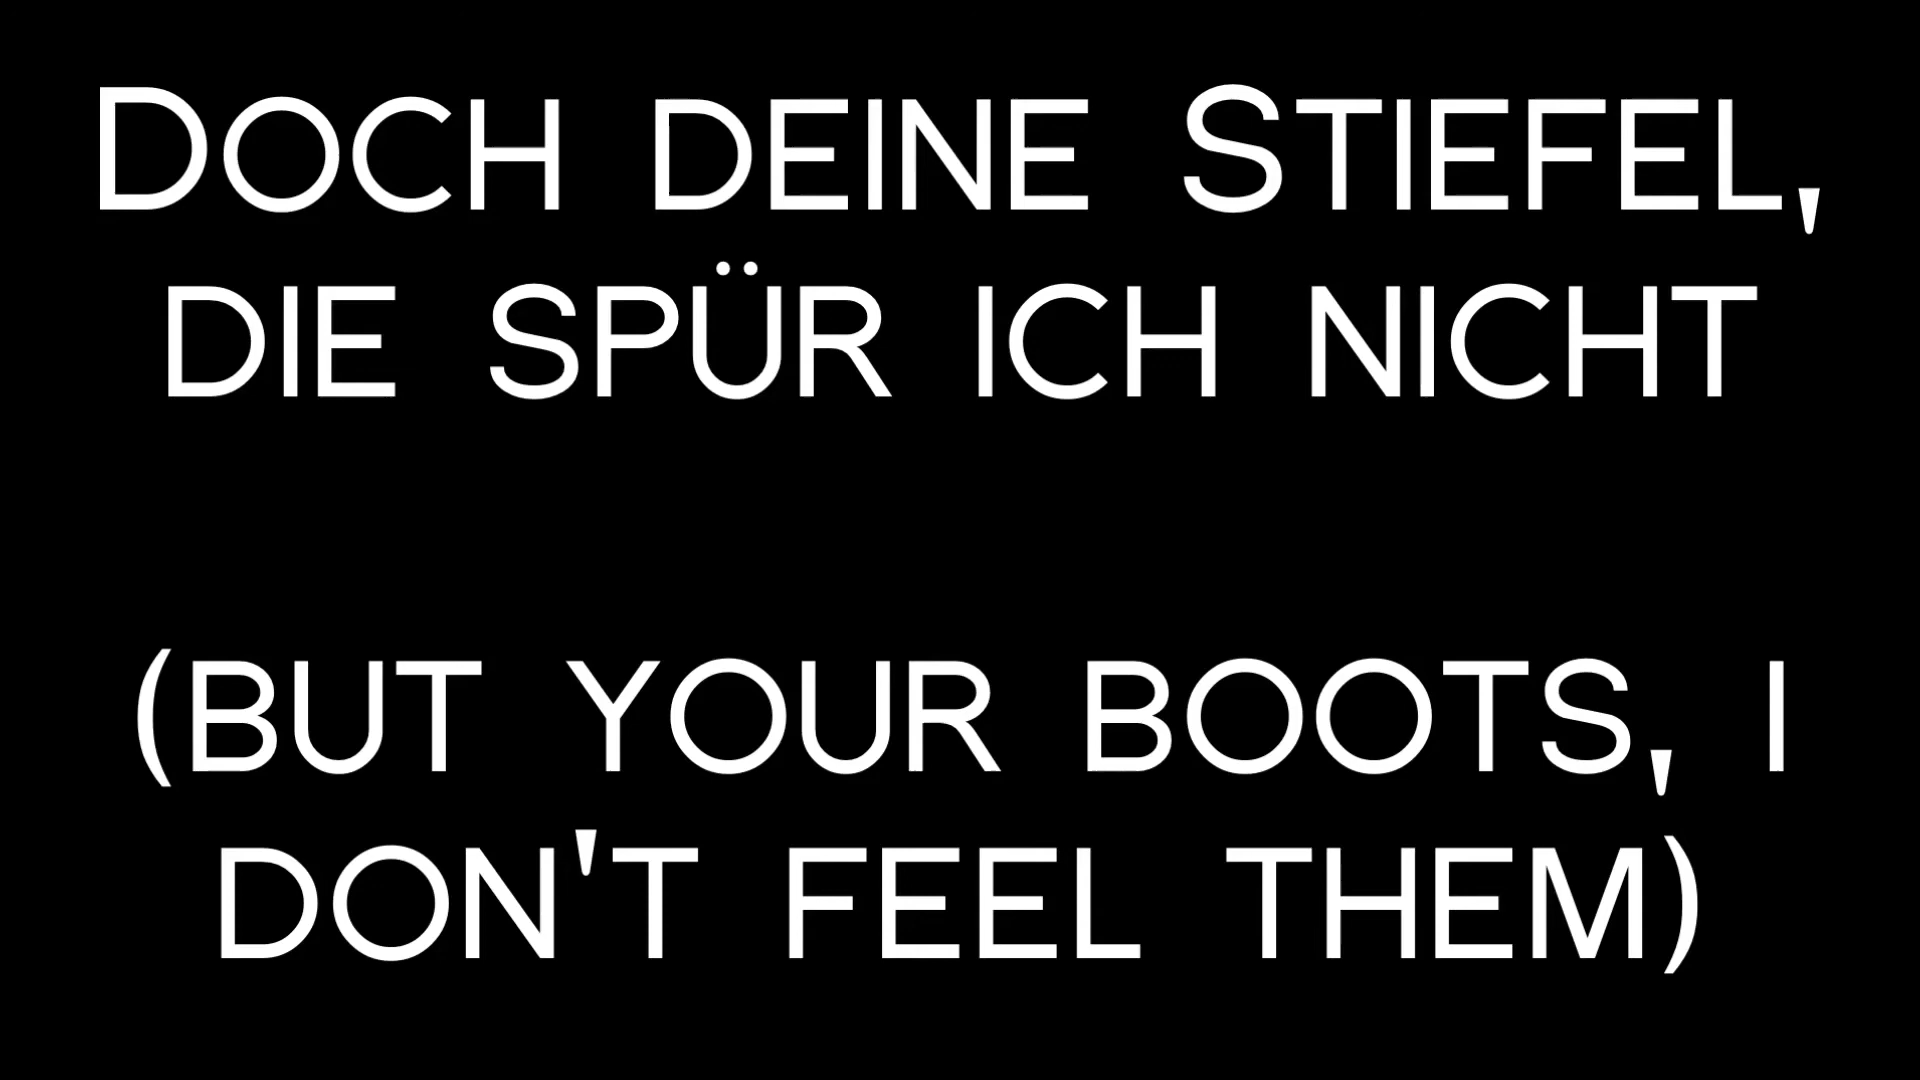 Doch deine Stiefel,
die spür ich nicht
(but your boots, i
don't feel them)